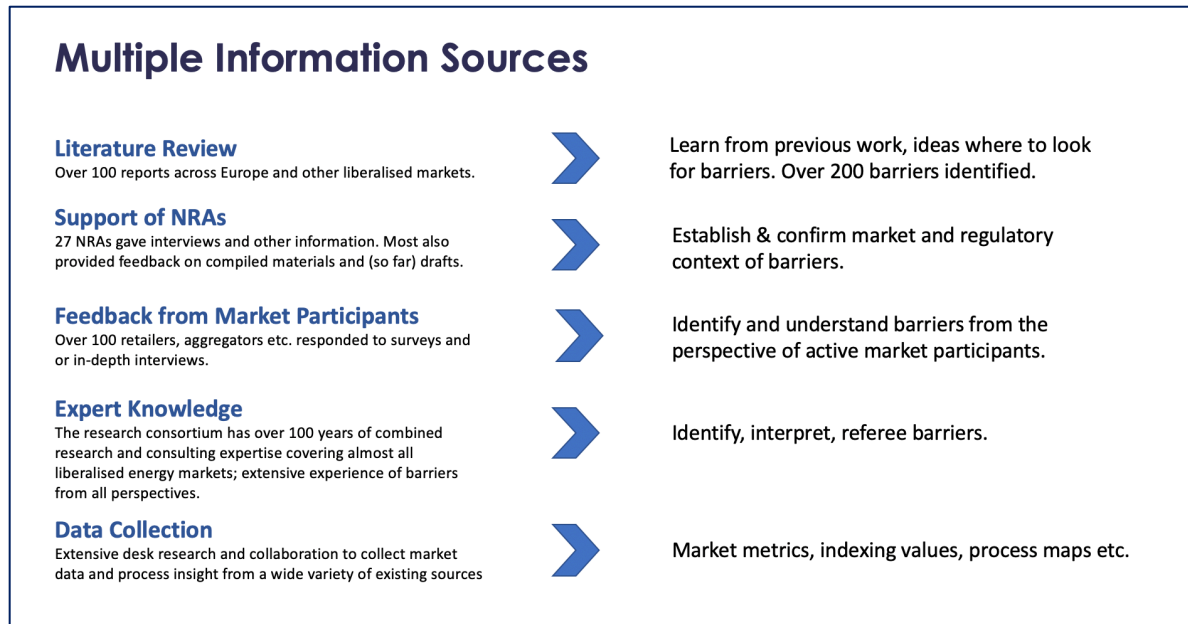 Multiple Information Sources
Literature Review
Over 100 reports across Europe and other liberalised markets.
Learn from previous work, ideas where to look
for barriers. Over 200 barriers identified.
Support of NRAs
27 NRAs gave interviews and other information. Most also
provided feedback on compiled materials and (so far) drafts.
Establish & confirm market and regulatory
context of barriers.
Feedback from Market Participants
Over 100 retailers, aggregators etc. responded to surveys and
or in-depth interviews.
Identify and understand barriers from the
perspective of active market participants.
Expert Knowledge
The research consortium has over 100 years of combined
research and consulting expertise covering almost all
liberalised energy markets; extensive experience of barriers
from all perspectives.
Identify, interpret, referee barriers.
Data Collection
Extensive desk research and collaboration to collect market
data and process insight from a wide variety of existing sources
Market metrics, indexing values, process maps etc.